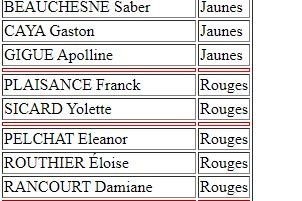 BEAUCHESNE Saber Jaunes
CAYA Gaston Jaunes
GIGUE Apolline Jaunes
PLAISANCE Franck Rouges
SICARD Yolette Rouges
PELCHAT Eleanor Rouges
ROUTHIER Éloise Rouges
RANCOURT Damiane Rouges